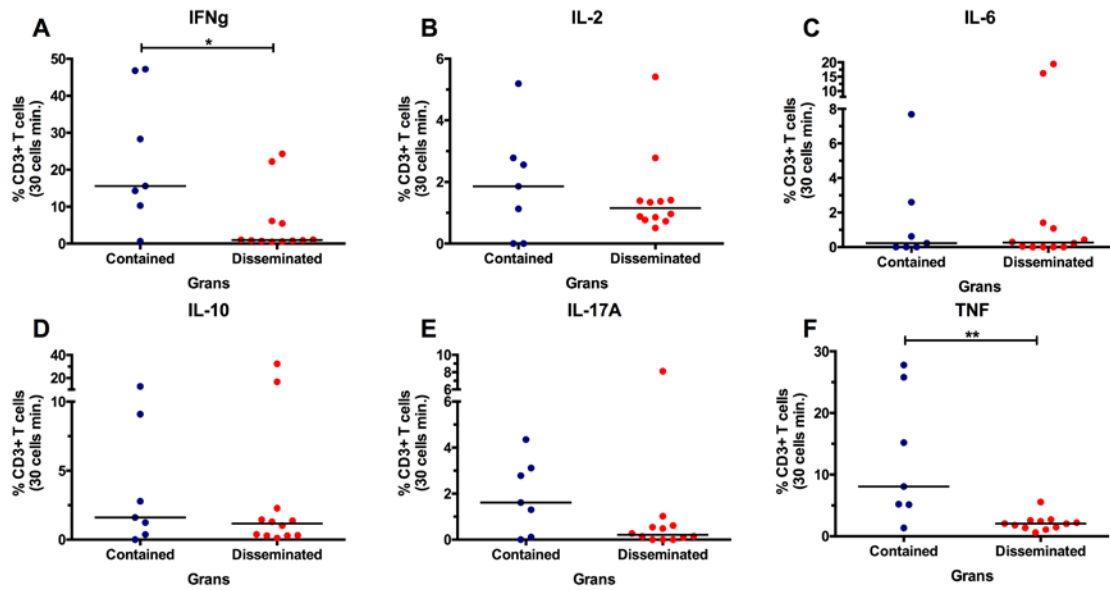 A
IFNg
*
% CD3+ T cells
(30 cells min.)
50
40
30
20
10
0
Contained
Disseminated
Grans
B
IL-2
% CD3+ T cells
(30 cells min.)
6
4
2
0
Contained
Disseminated
Grans
C
IL-6
% CD3+ T cells
(30 cells min.)
20
15
10
8
6
4
2
0
Contained
Disseminated
Grans
D
IL-10
% CD3+ T cells
(30 cells min.)
40
20
10
5
0
Contained
Disseminated
Grans
E
IL-17A
% CD3+ T cells
(30 cells min.)
10
8
6
6
4
2
0
Contained
Disseminated
Grans
F
TNF
**
% CD3+ T cells
(30 cells min.)
30
20
10
0
Contained
Disseminated
Grans